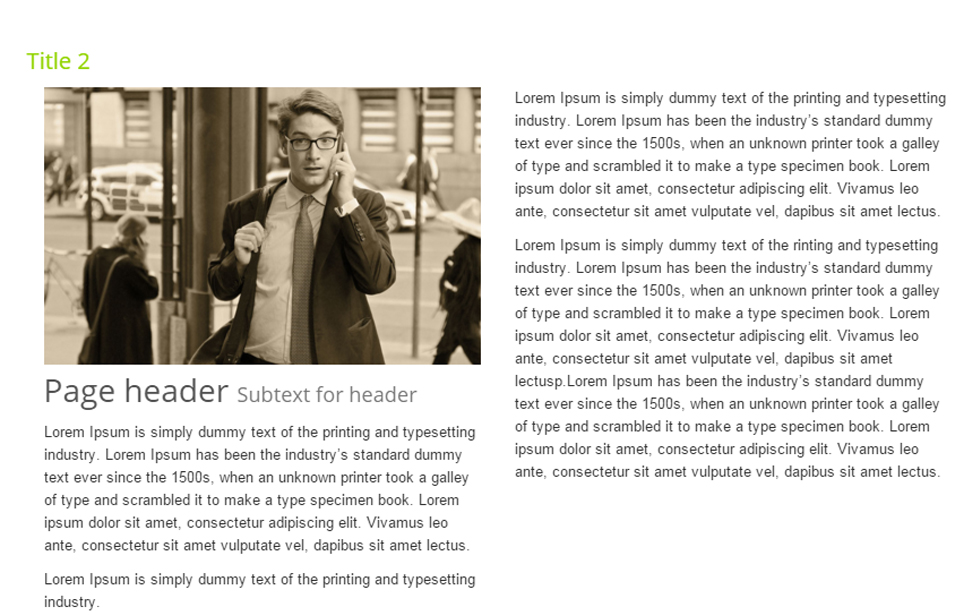 Title 2
Page header Subtext for header
Lorem Ipsum is simply dummy text of the printing and typesetting
industry. Lorem Ipsum has been the industry's standard dummy
text ever since the 1500s, when an unknown printer took a galley
of type and scrambled it to make a type specimen book. Lorem
ipsum dolor sit amet, consectetur adipiscing elit. Vivamus leo
ante, consectetur sit amet vulputate vel, dapibus sit amet lectus.
Lorem Ipsum is simply dummy text of the printing and typesetting
industry.
Lorem Ipsum is simply dummy text of the printing and typesetting
industry. Lorem Ipsum has been the industry's standard dummy
text ever since the 1500s, when an unknown printer took a galley
of type and scrambled it to make a type specimen book. Lorem
ipsum dolor sit amet, consectetur adipiscing elit. Vivamus leo
ante, consectetur sit amet vulputate vel, dapibus sit amet lectus.
Lorem Ipsum is simply dummy text of the rinting and typesetting
industry. Lorem Ipsum has been the industry's standard dummy
text ever since the 1500s, when an unknown printer took a galley
of type and scrambled it to make a type specimen book. Lorem
ipsum dolor sit amet, consectetur adipiscing elit. Vivamus leo
ante, consectetur sit amet vulputate vel, dapibus sit amet
lectusp.Lorem Ipsum has been the industry's standard dummy
text ever since the 1500s, when an unknown printer took a galley
of type and scrambled it to make a type specimen book. Lorem
ipsum dolor sit amet, consectetur adipiscing elit. Vivamus leo
ante, consectetur sit amet vulputate vel, dapibus sit amet lectus.